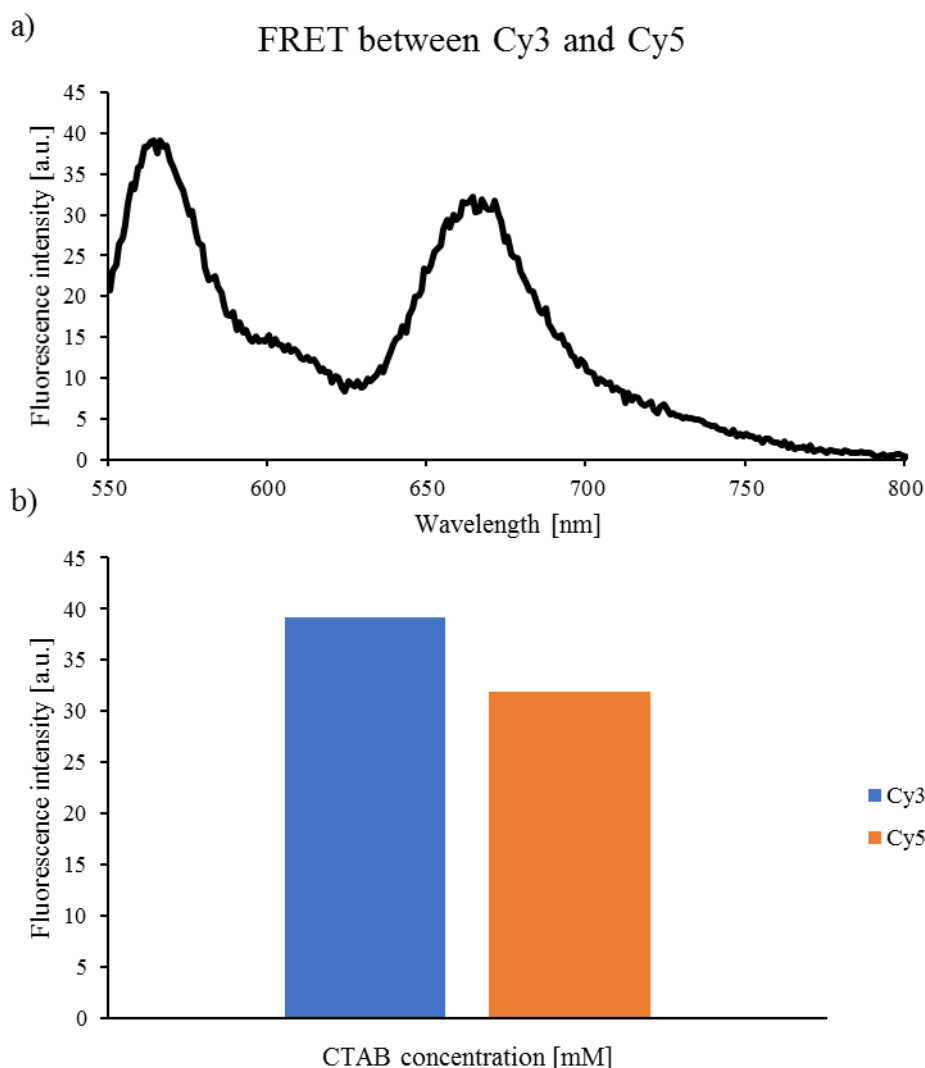 a)
FRET between Cy3 and Cy5
45
40
35
30
25
20
15
10
5
0
Fluorescence intensity [a.u.]
550 600 650 700 750 800
Wavelength [nm]
b)
45
40
35
30
25
20
15
10
5
0
Fluorescence intensity [a.u.]
Cy3
Cy5
CTAB concentration [mM]